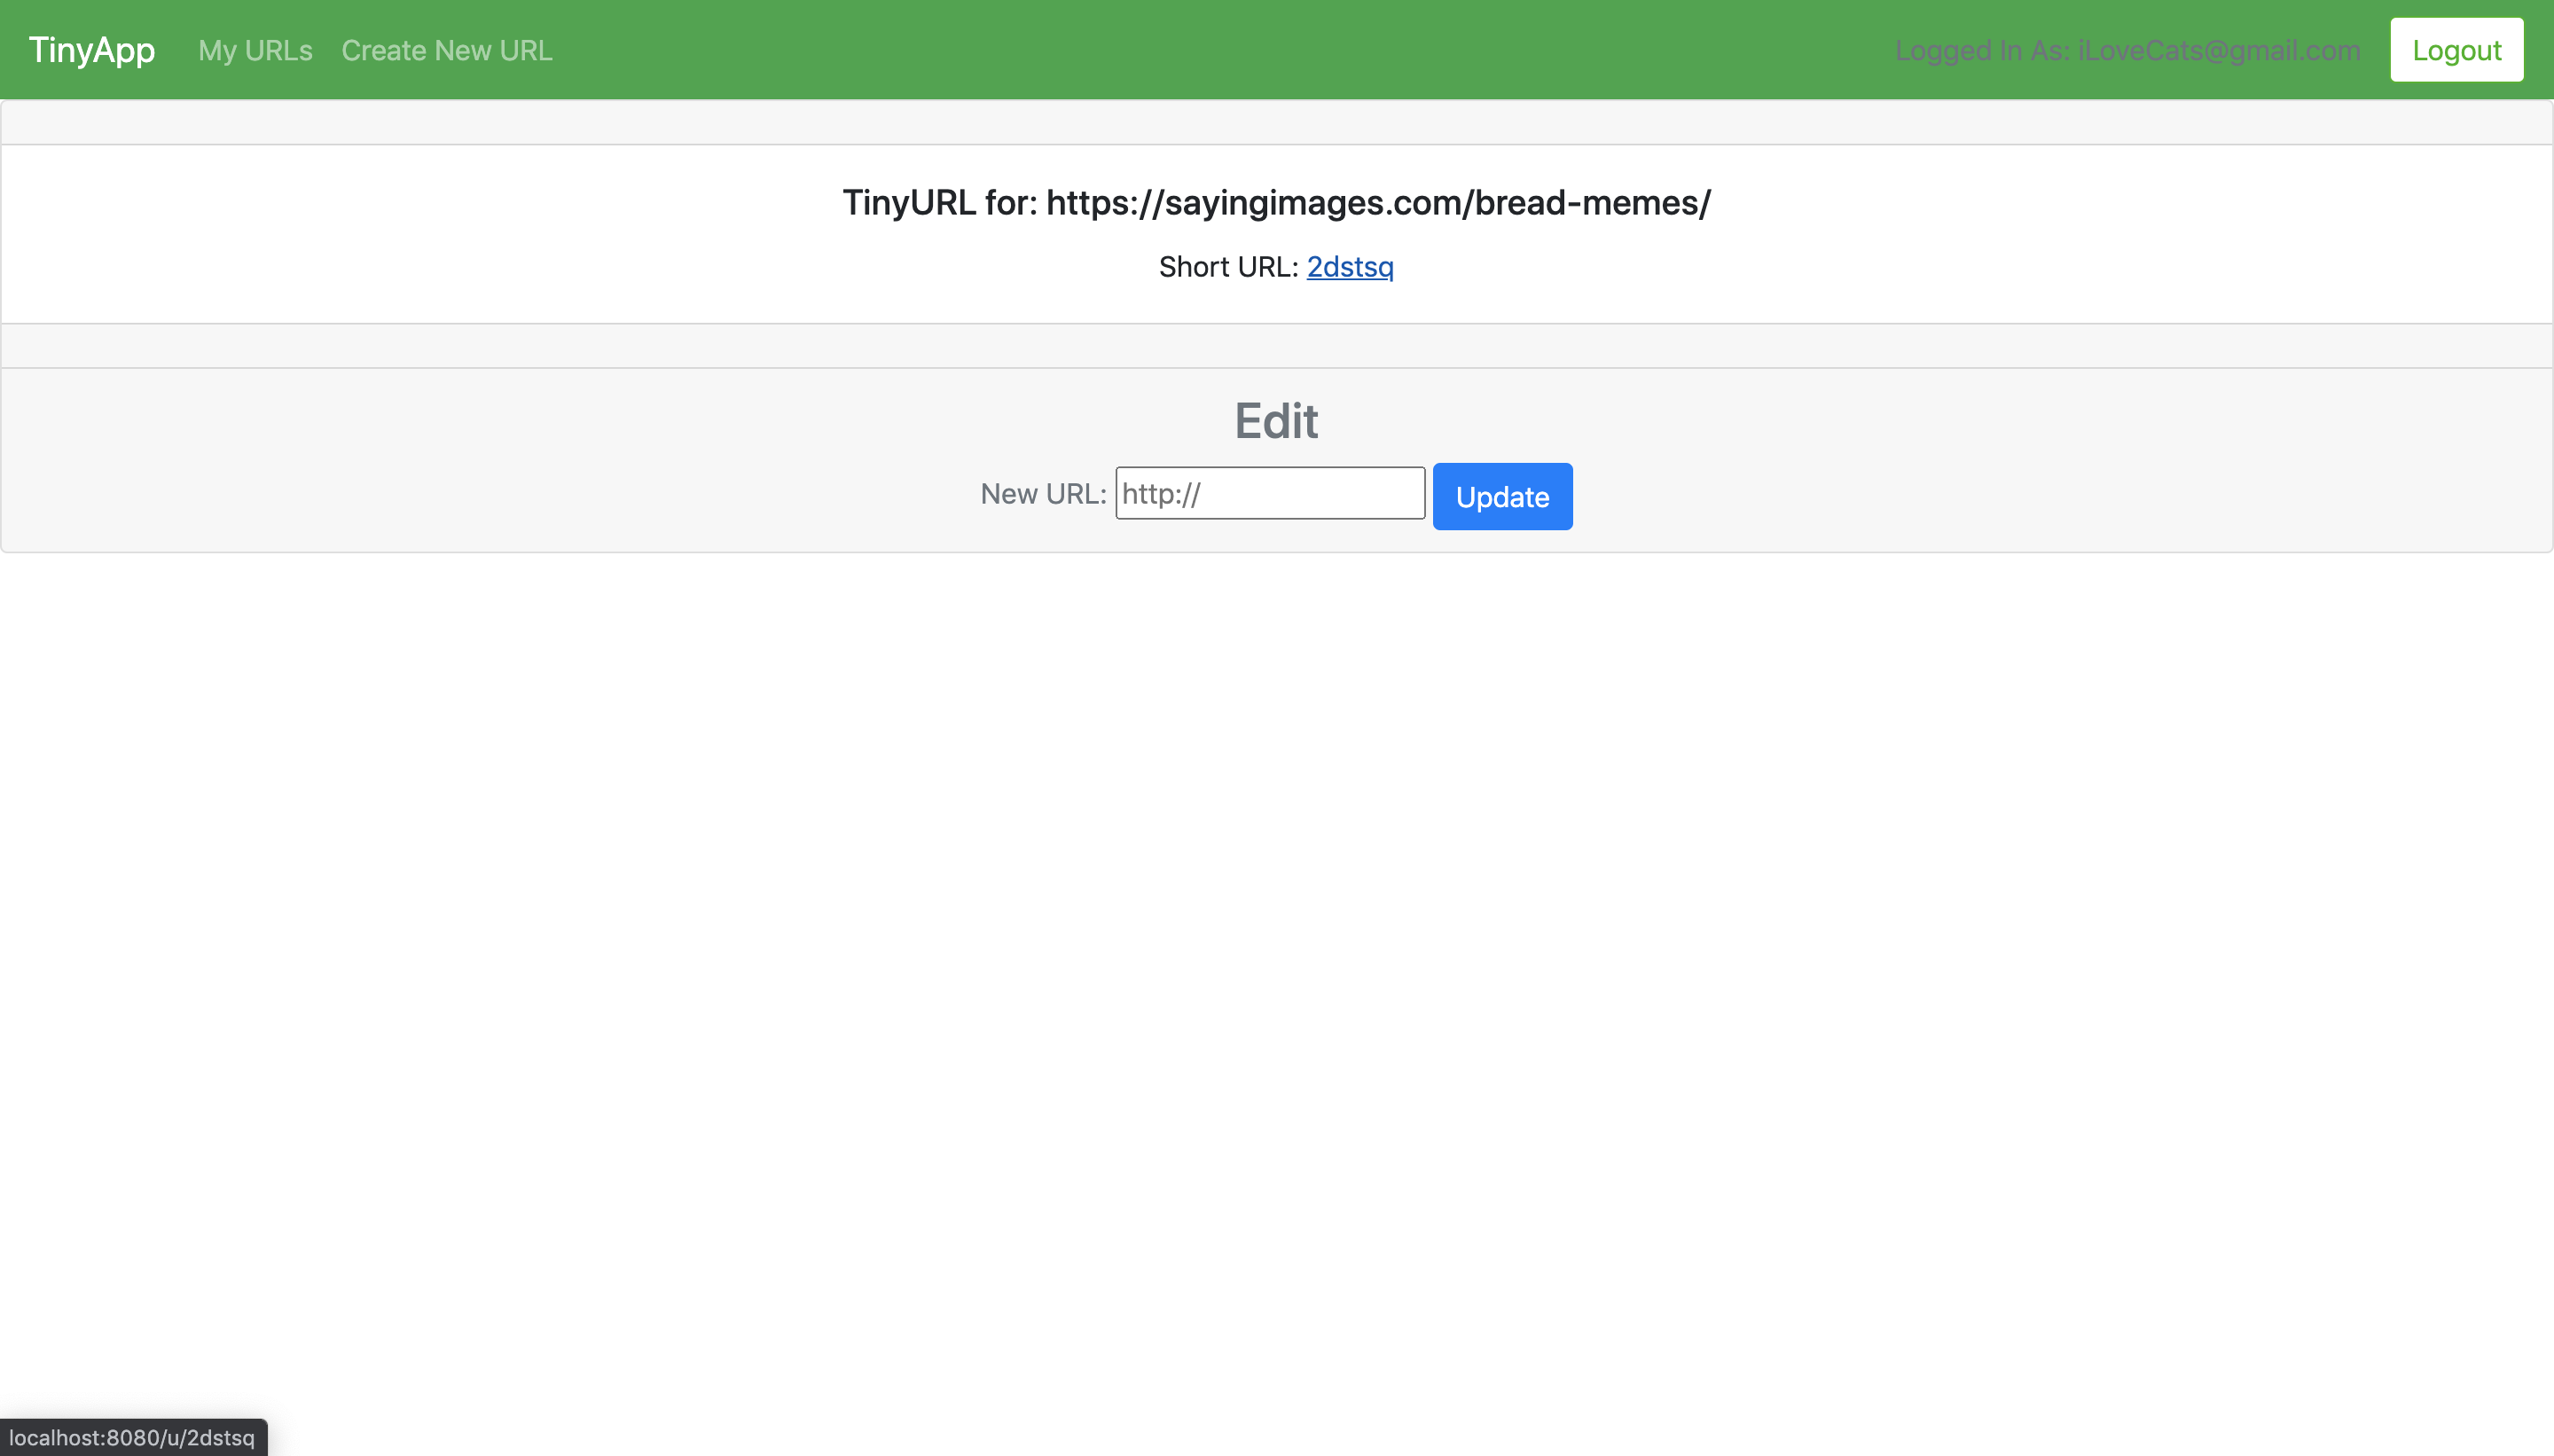 TinyApp My URLs Create New URL Logged In As: iLoveCats@gmail.com Logout
TinyURL for: https://sayingimages.com/bread-memes/
Short URL: 2dstsq
Edit
New URL: http:// Update
localhost:8080/u/2dstsq